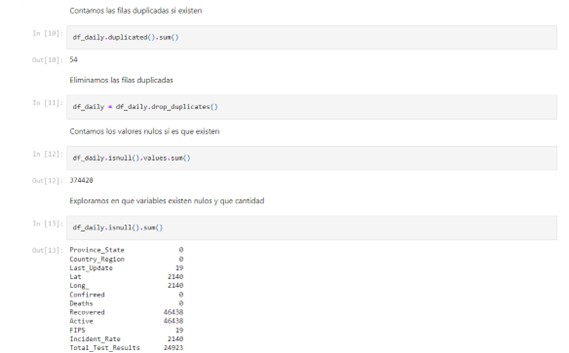 Contamos las filas duplicadas si existen
In [10]: df_daily.duplicated().sum()
Out[10]: 54
Eliminamos las filas duplicadas
In [11]: df_daily = df_daily.drop_duplicates()
Contamos los valores nulos si es que existen
In [12]: df_daily.isnull().values.sum()
Out[12]: 374428
Exploramos en que variables existen nulos y que cantidad
In [13]: df_daily.isnull().sum()
Out[13]: Province_State 0
Country_Region 0
Last_Update 19
Lat 2140
Long_ 2140
Confirmed 0
Deaths 0
Recovered 46438
Active 46438
FIPS 19
Incident_Rate 2140
Total_Test_Results 24923